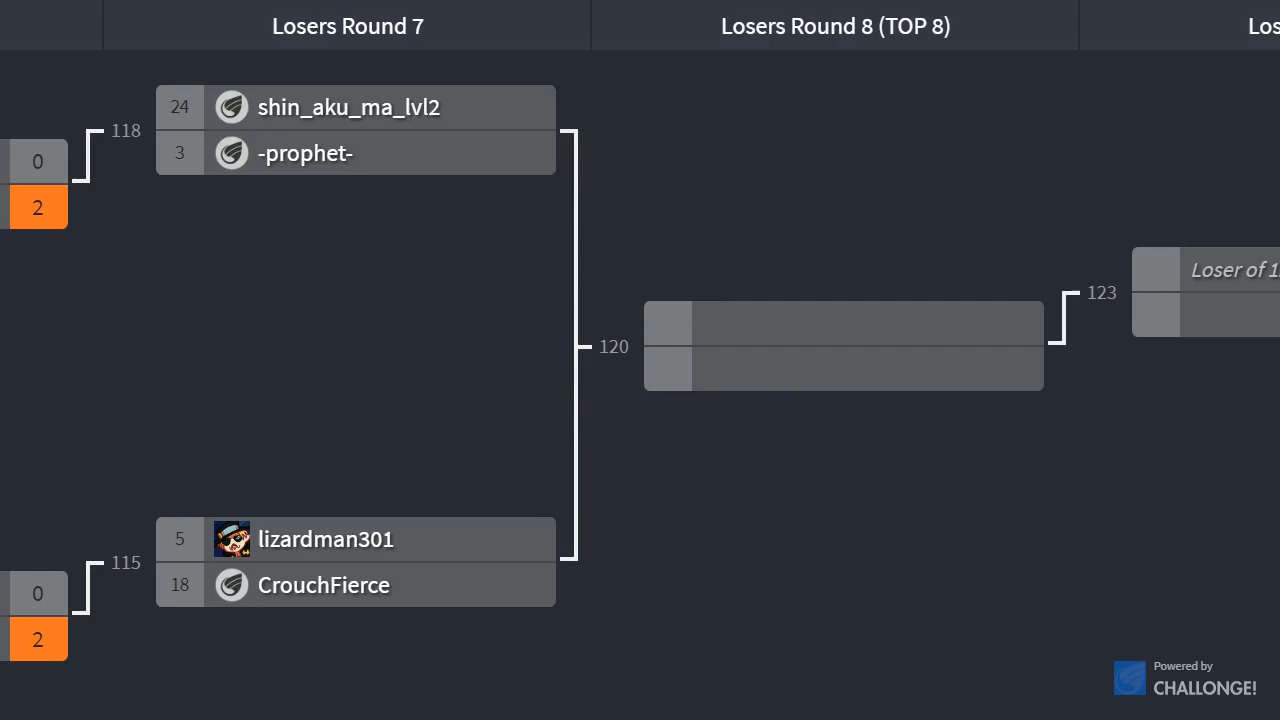 Losers Round 7
Losers Round 8 (TOP 8)
Los
118
24 shin_aku_ma_lvl2
3 -prophet-
0
2
Loser of 1
123
120
5 lizardman301
18 CrouchFierce
115
0
2
Powered by
CHALLONGE!